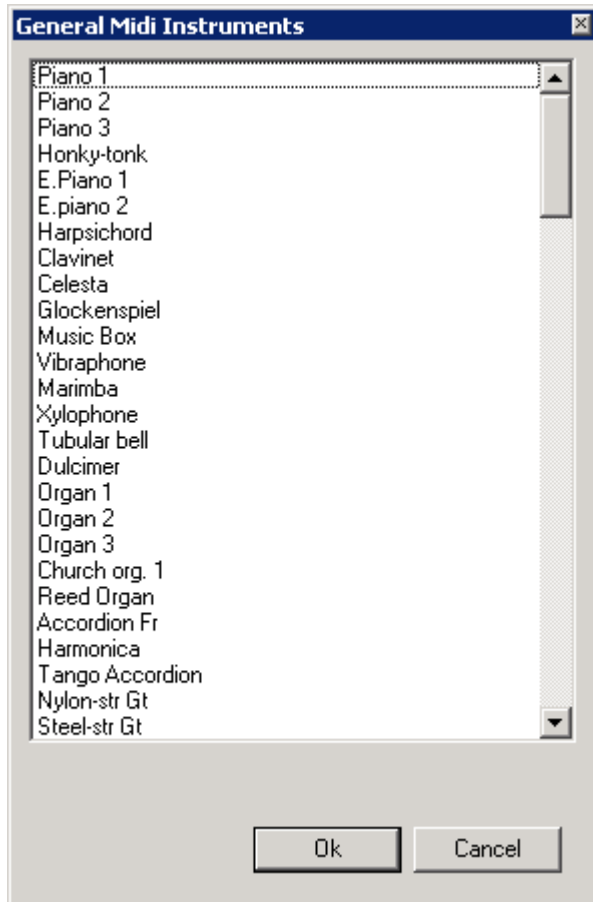 General Midi Instruments
Piano 1
Piano 2
Piano 3
Honky-tonk
E.Piano 1
E.piano 2
Harpsichord
Clavinet
Celesta
Glockenspiel
Music Box
Vibraphone
Marimba
Xylophone
Tubular bell
Dulcimer
Organ 1
Organ 2
Organ 3
Church org. 1
Reed Organ
Accordion Fr
Harmonica
Tango Accordion
Nylon-str Gt
Steel-str Gt
Ok Cancel